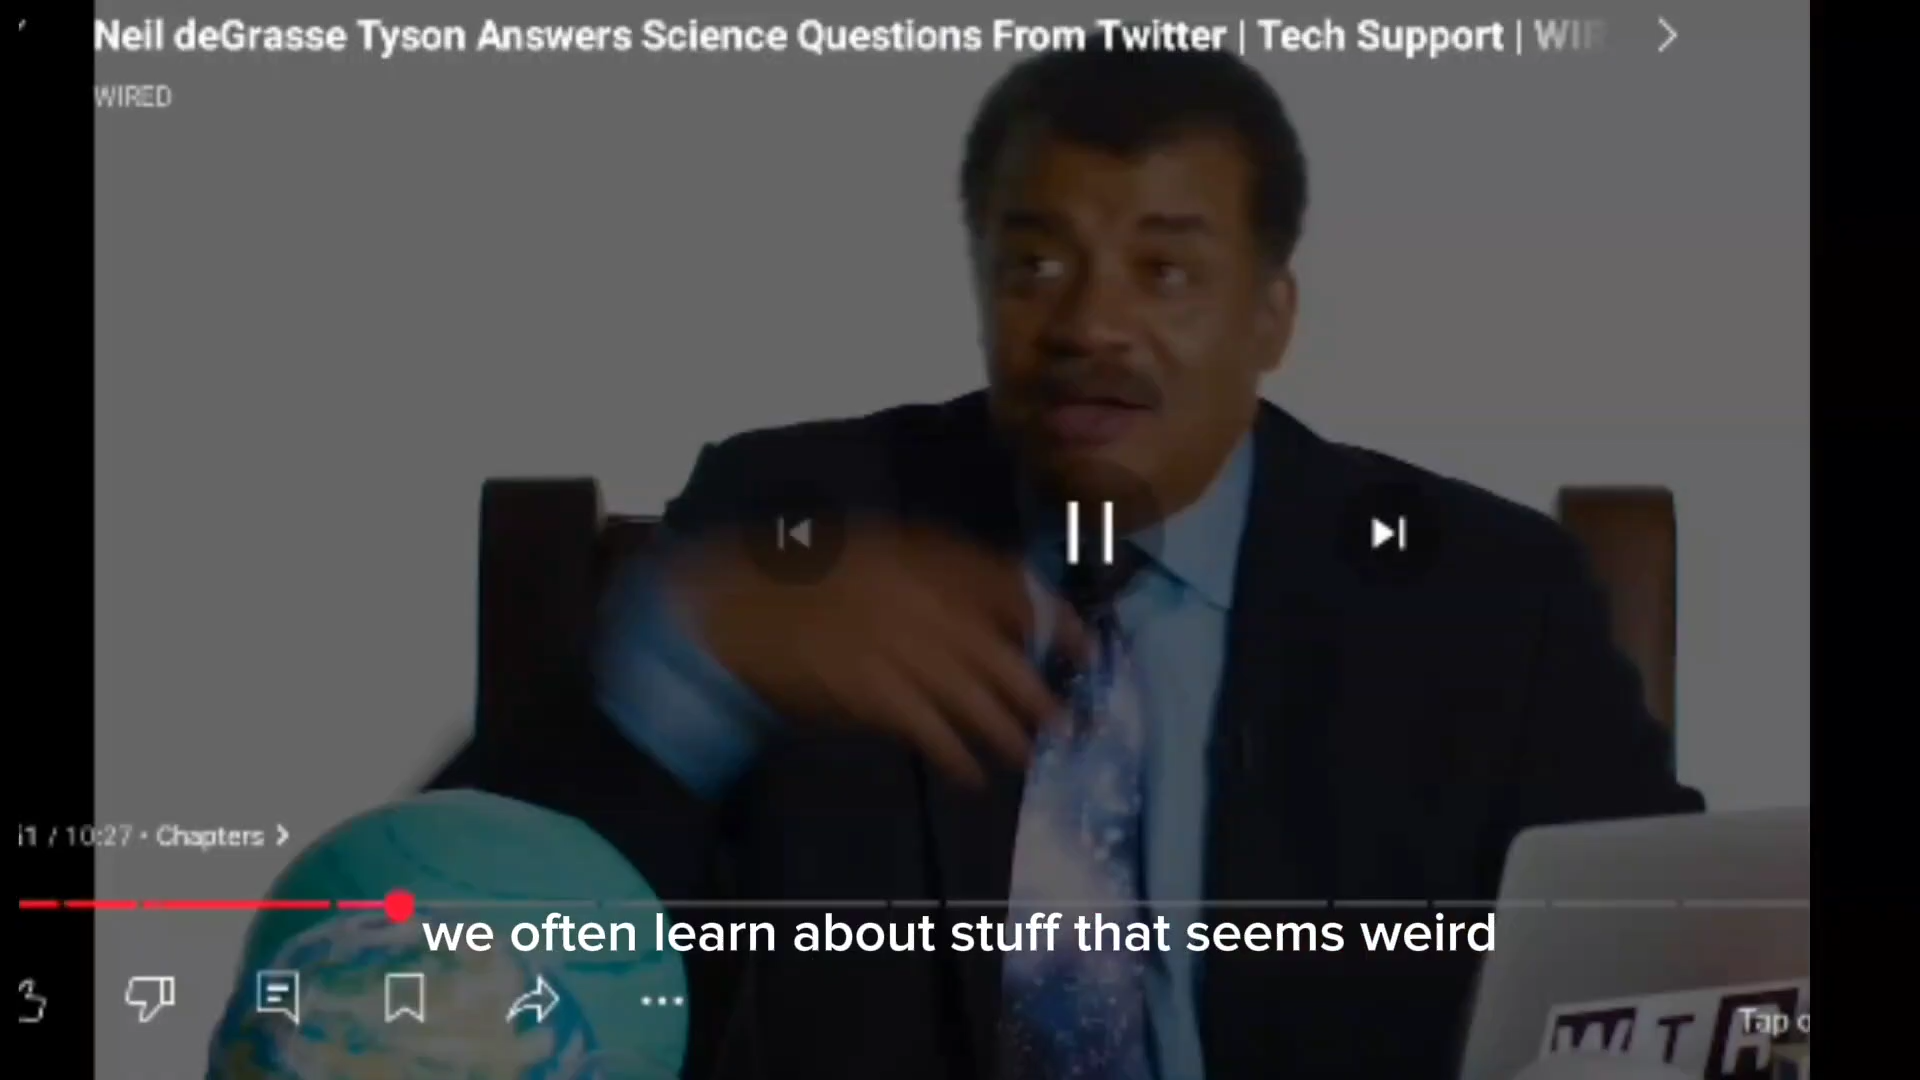 Neil deGrasse Tyson Answers Science Questions From Twitter | Tech Support |
WIRED
/ 10:27 • Chapters >
we often learn about stuff that seems weird
Tap